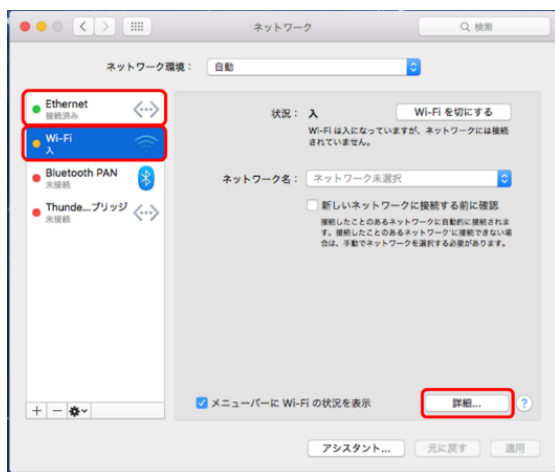 ネットワーク
検索
ネットワーク環境： 自動
Ethernet
接続済み
Wi-Fi
入
Bluetooth PAN
未接続
Thunde...ブリッジ
未接続
状況： 入
Wi-Fi を切にする
Wi-Fi は入になっていますが、ネットワークには接続
されていません。
ネットワーク名： ネットワーク未選択
新しいネットワークに接続する前に確認
接続したことのあるネットワークに自動的に接続されま
す。接続したことのあるネットワークに接続できない場
合は、手動でネットワークを選択する必要があります。
メニューバーに Wi-Fi の状況を表示
詳細...
?
アシスタント...
元に戻す
適用